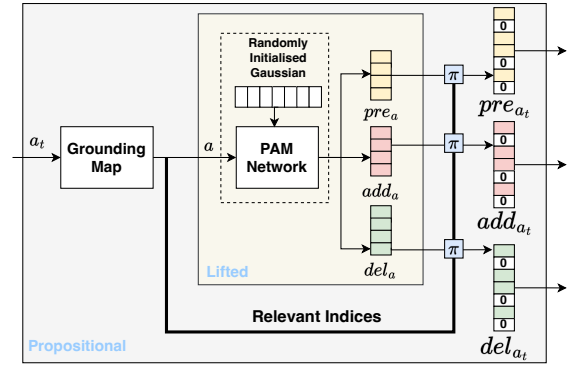 Randomly
Initialised
Gaussian
a_t
Grounding
Map
a
PAM
Network
pre_a
add_a
del_a
π
π
π
0
0
0
0
pre_{a_t}
0
0
0
add_{a_t}
0
0
0
0
del_{a_t}
Lifted
Relevant Indices
Propositional